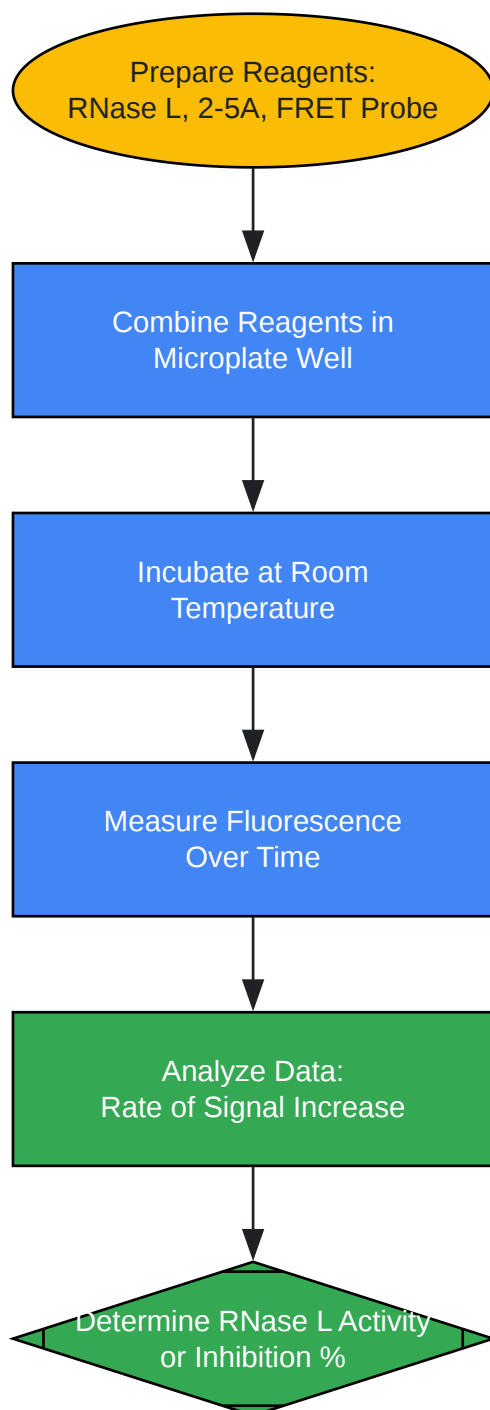 Prepare Reagents:
RNase L, 2-5A, FRET Probe
Combine Reagents in
Microplate Well
Incubate at Room
Temperature
Measure Fluorescence
Over Time
Analyze Data:
Rate of Signal Increase
Determine RNase L Activity
or Inhibition %